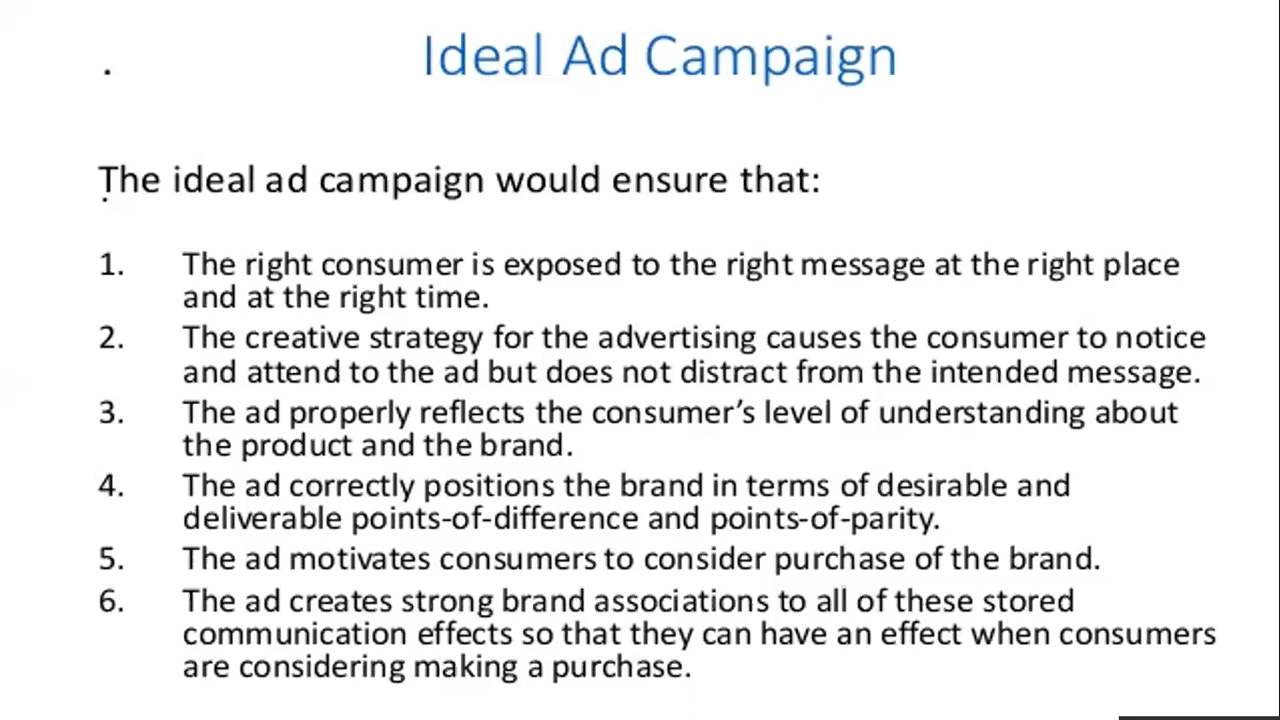 Ideal Ad Campaign
The ideal ad campaign would ensure that:
1. The right consumer is exposed to the right message at the right place
and at the right time.
2. The creative strategy for the advertising causes the consumer to notice
and attend to the ad but does not distract from the intended message.
3. The ad properly reflects the consumer’s level of understanding about
the product and the brand.
4. The ad correctly positions the brand in terms of desirable and
deliverable points-of-difference and points-of-parity.
5. The ad motivates consumers to consider purchase of the brand.
6. The ad creates strong brand associations to all of these stored
communication effects so that they can have an effect when consumers
are considering making a purchase.